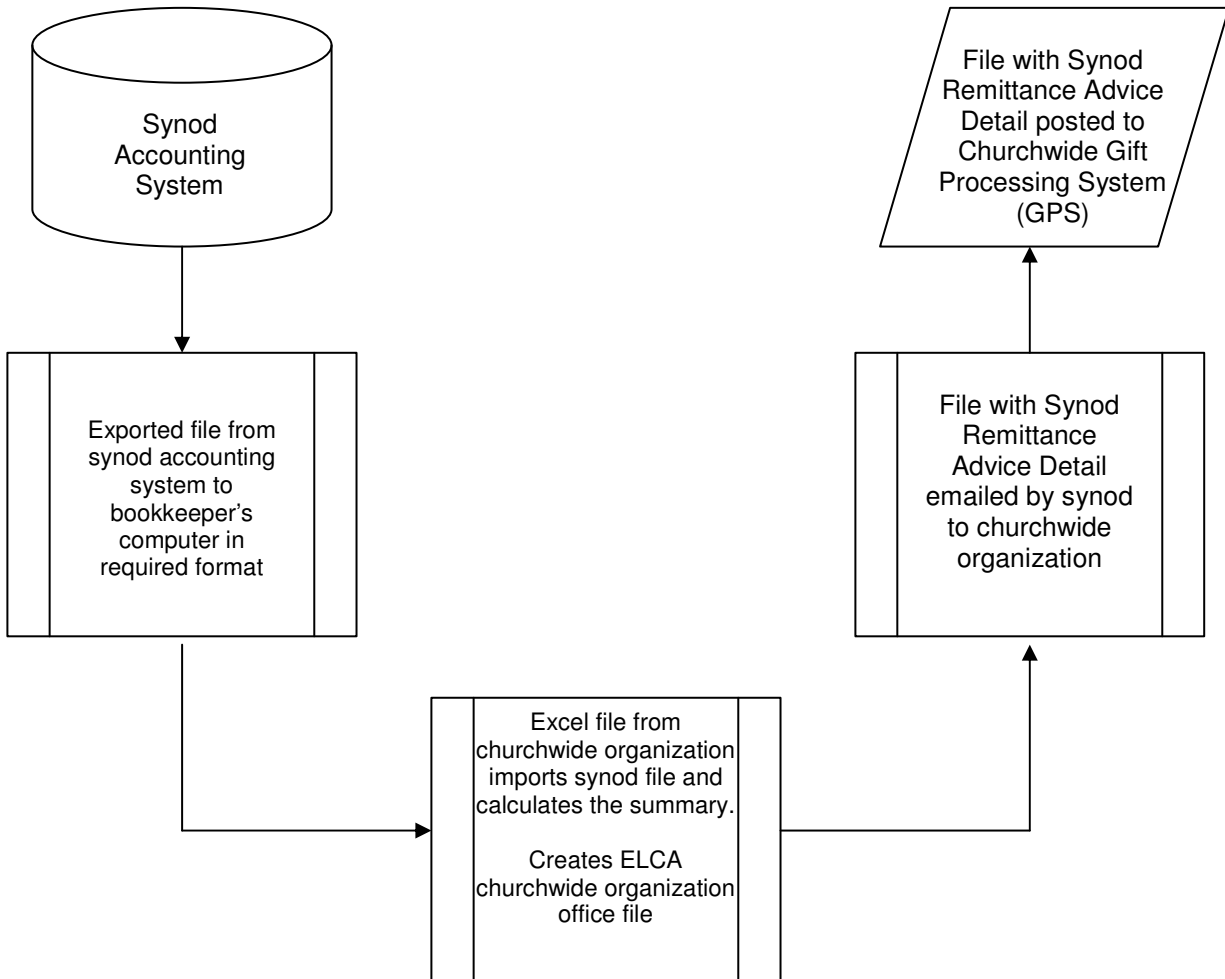 Synod
Accounting
System
Exported file from
synod accounting
system to
bookkeeper’s
computer in
required format
Excel file from
churchwide organization
imports synod file and
calculates the summary.
Creates ELCA
churchwide organization
office file
File with Synod
Remittance
Advice Detail
emailed by synod
to churchwide
organization
File with Synod
Remittance Advice
Detail posted to
Churchwide Gift
Processing System
(GPS)